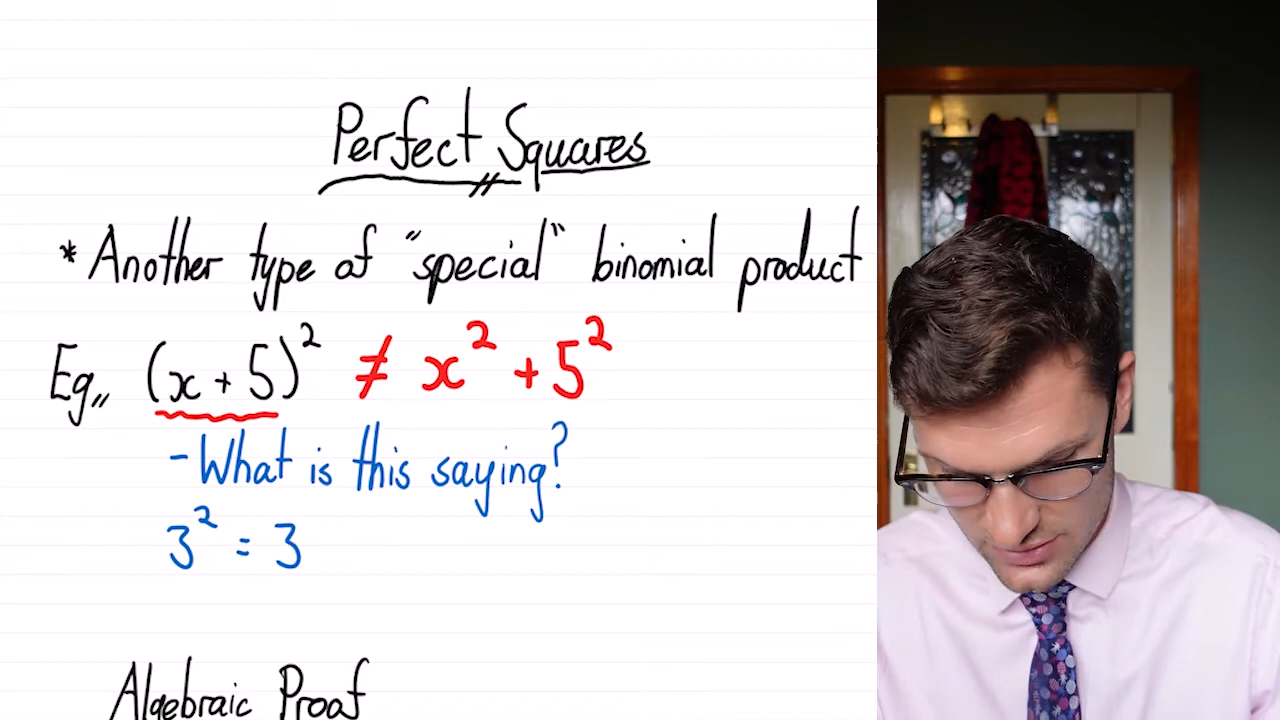 Perfect Squares
* Another type of "special" binomial product
Eg,, (x + 5)² ≠ x² + 5²
- What is this saying?
3² = 3
Algebraic Proof